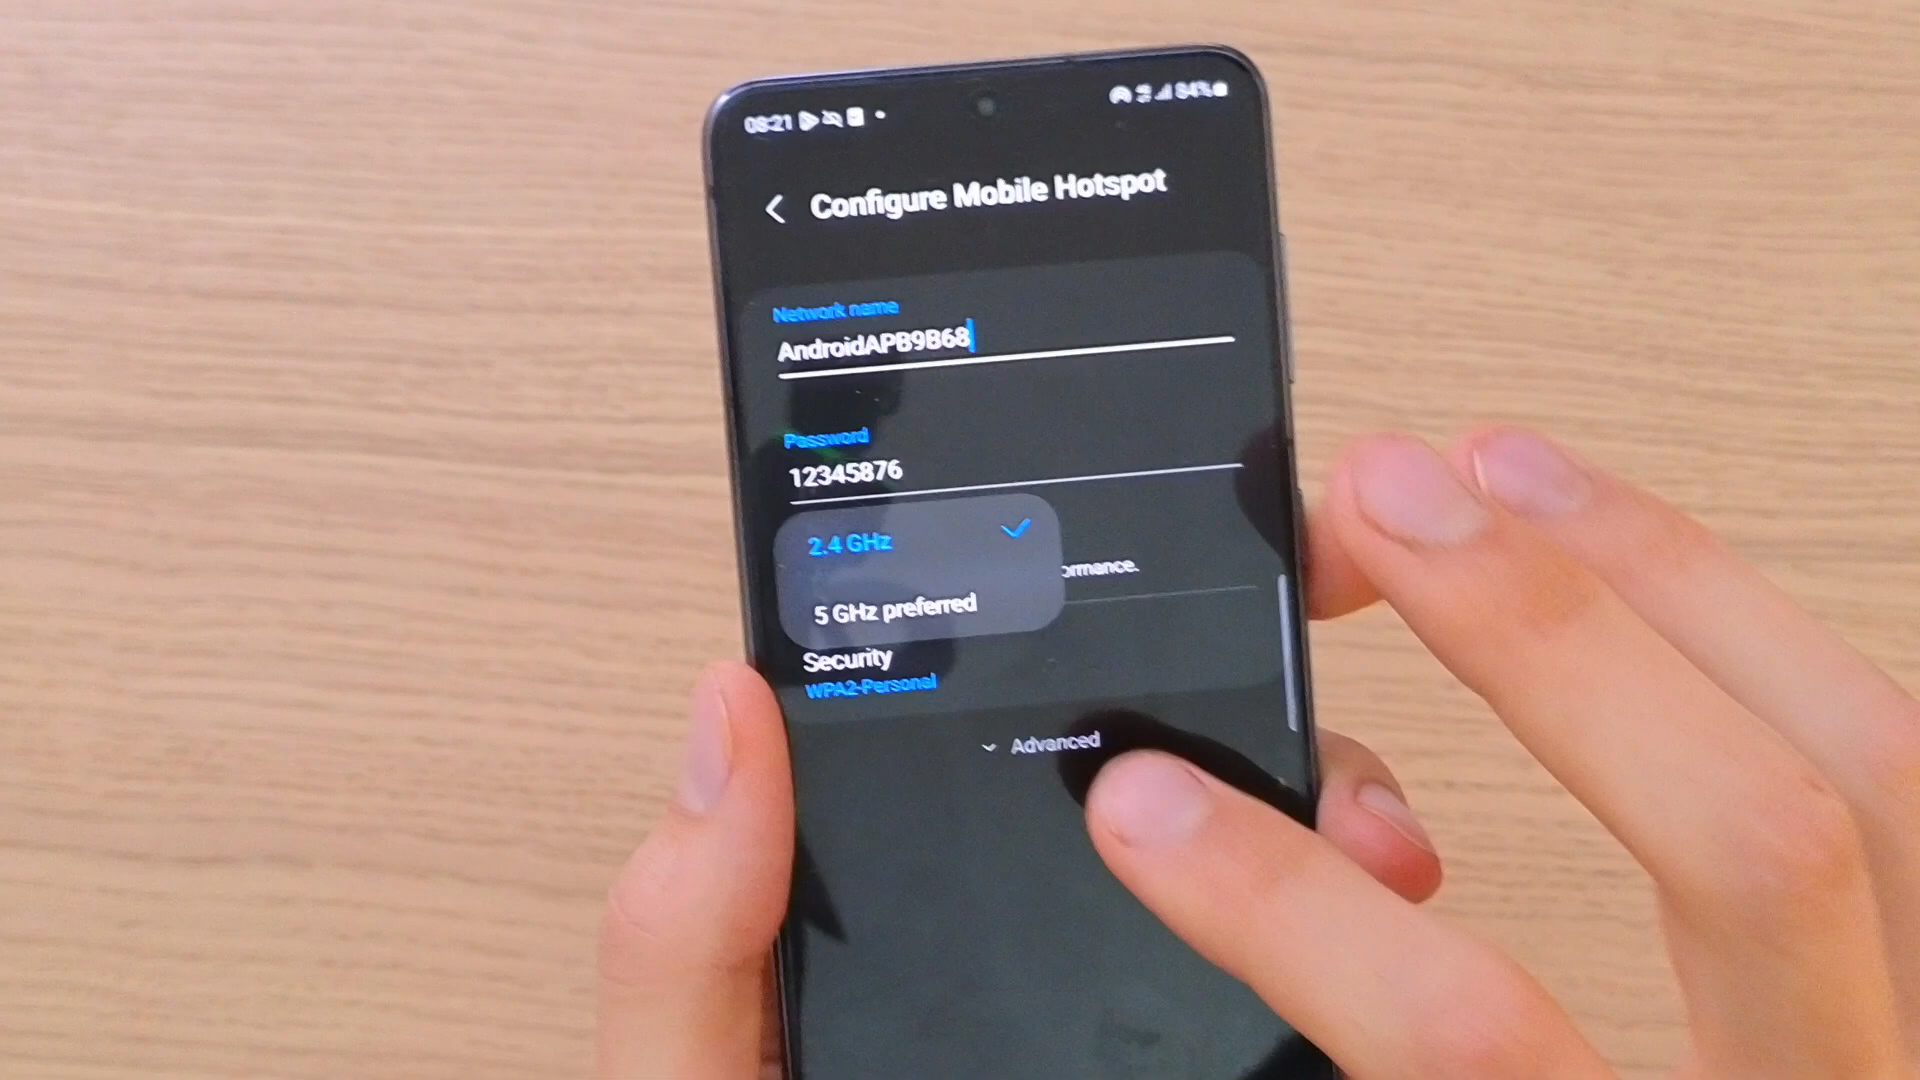 08:21
84%
Configure Mobile Hotspot
Network name
AndroidAPB9B68
Password
12345876
2.4 GHz
ormance.
5 GHz preferred
Security
WPA2-Personal
Advanced